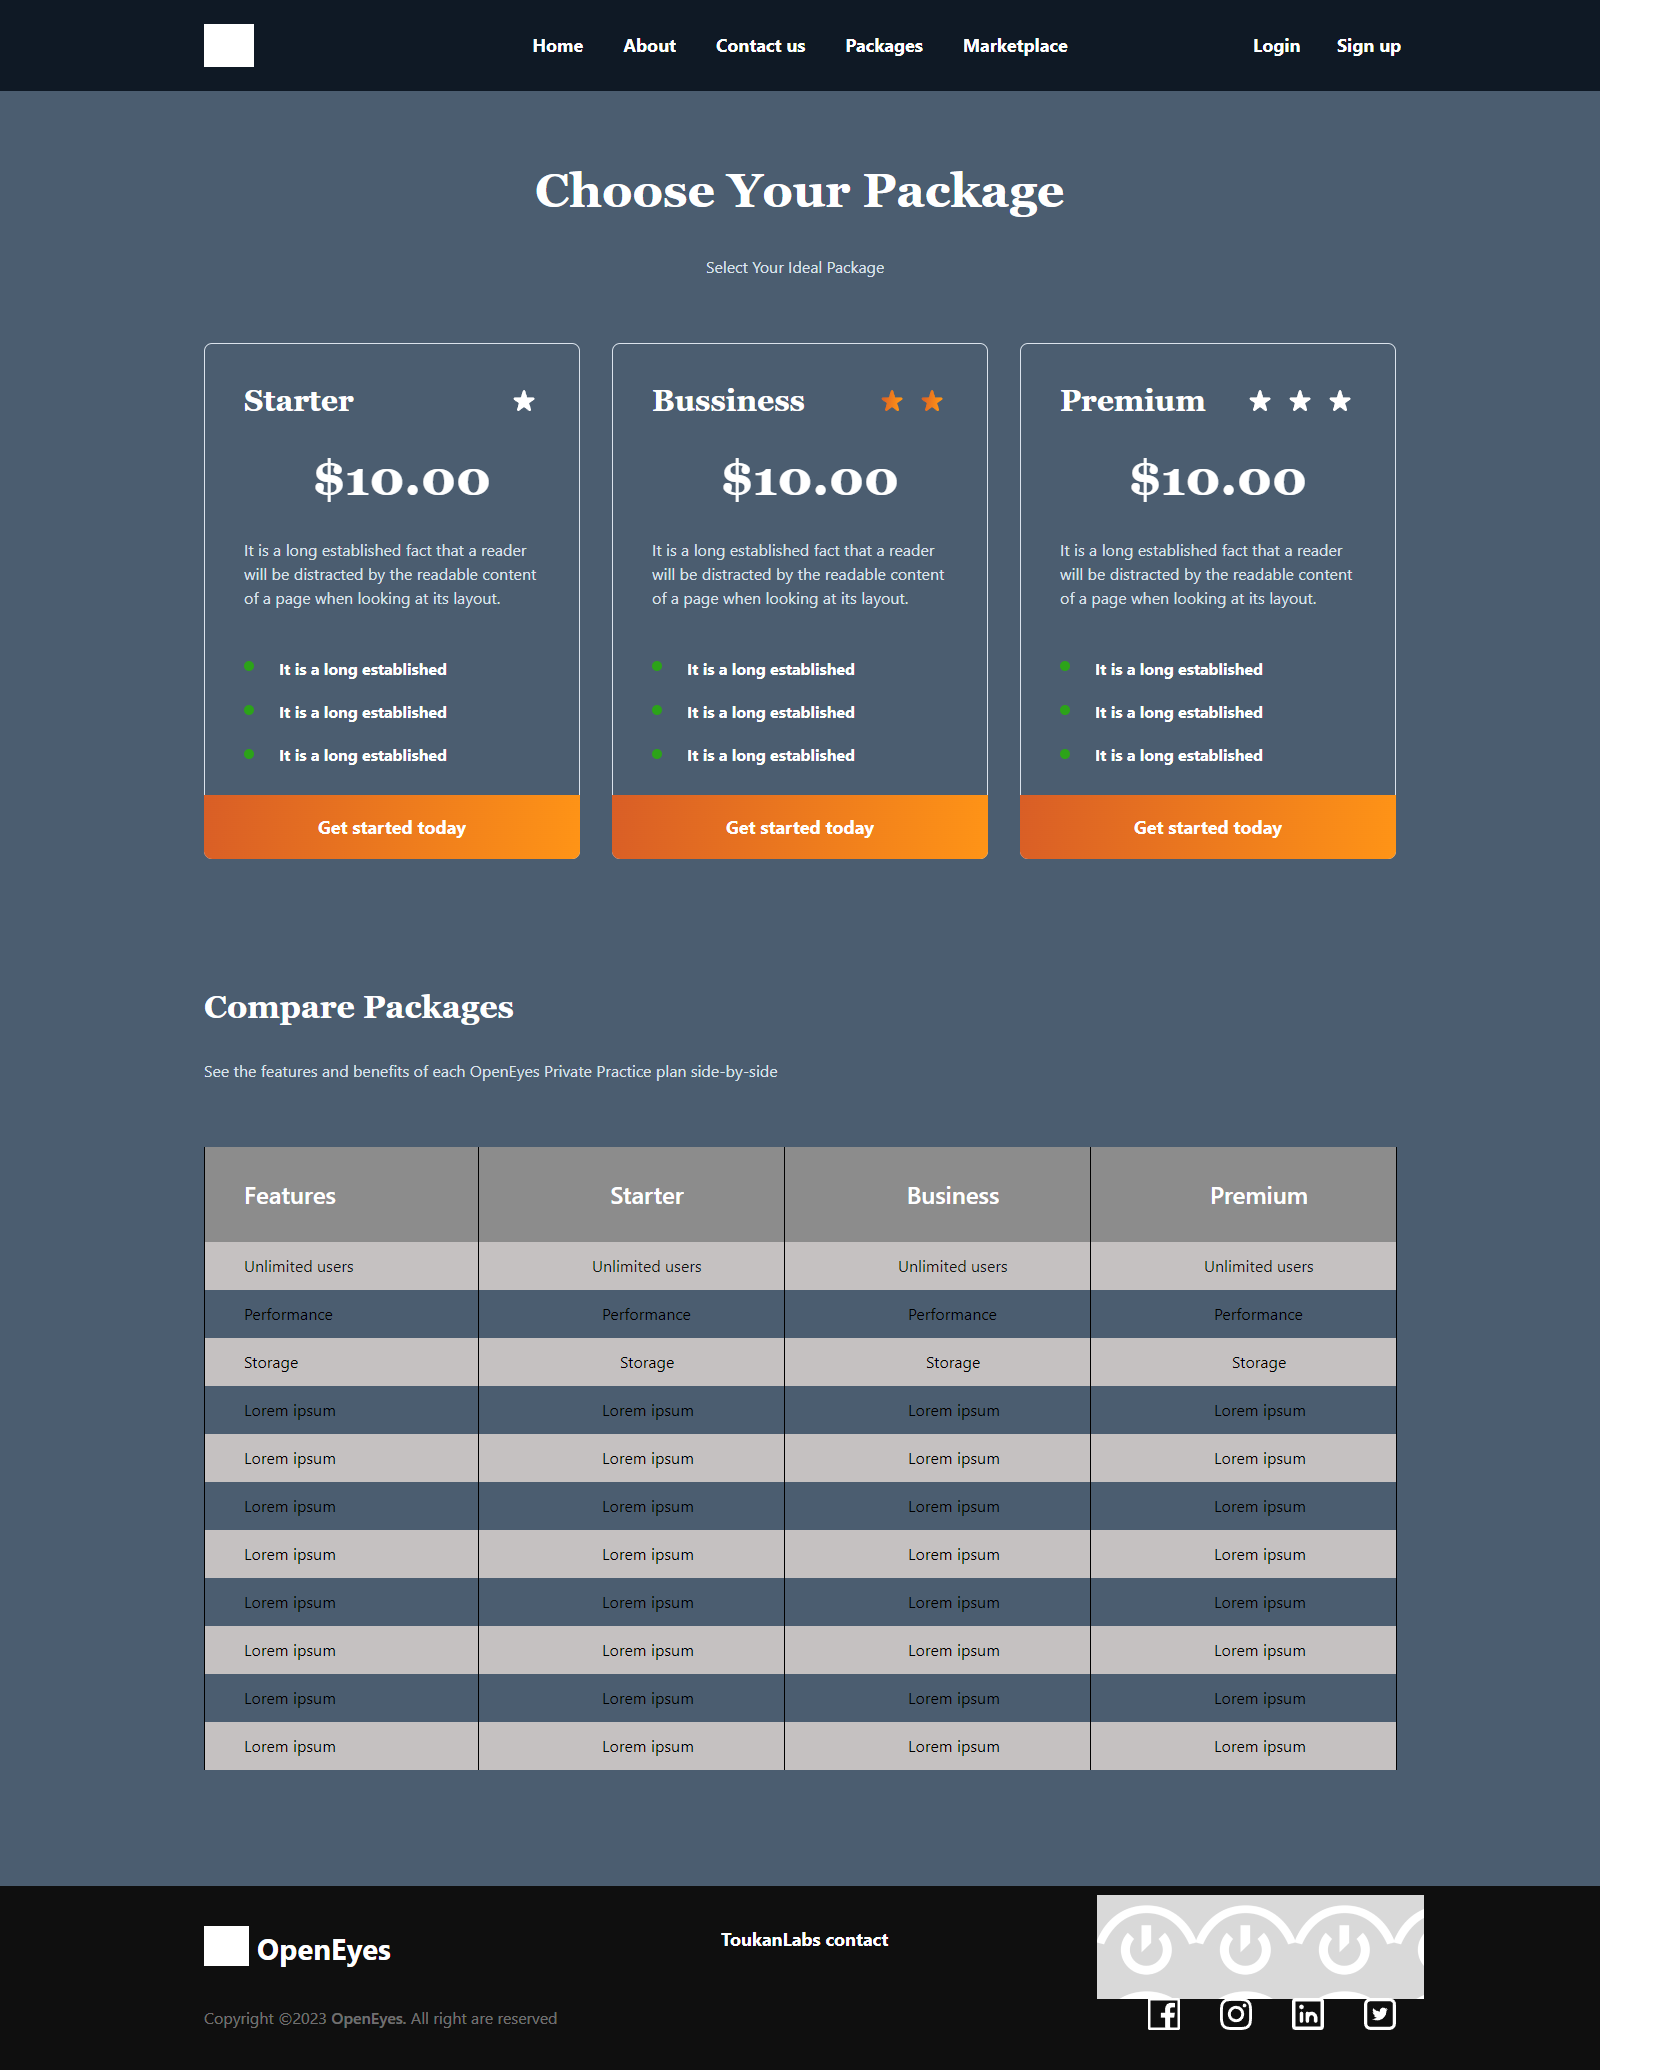 Home About Contact us Packages Marketplace Login Sign up
Choose Your Package
Select Your Ideal Package
Starter
$10.00
It is a long established fact that a reader
will be distracted by the readable content
of a page when looking at its layout.
It is a long established
It is a long established
It is a long established
Get started today
Bussiness
$10.00
It is a long established fact that a reader
will be distracted by the readable content
of a page when looking at its layout.
It is a long established
It is a long established
It is a long established
Get started today
Premium
$10.00
It is a long established fact that a reader
will be distracted by the readable content
of a page when looking at its layout.
It is a long established
It is a long established
It is a long established
Get started today
Compare Packages
See the features and benefits of each OpenEyes Private Practice plan side-by-side
Features Starter Business Premium
Unlimited users Unlimited users Unlimited users Unlimited users
Performance Performance Performance Performance
Storage Storage Storage Storage
Lorem ipsum Lorem ipsum Lorem ipsum Lorem ipsum
Lorem ipsum Lorem ipsum Lorem ipsum Lorem ipsum
Lorem ipsum Lorem ipsum Lorem ipsum Lorem ipsum
Lorem ipsum Lorem ipsum Lorem ipsum Lorem ipsum
Lorem ipsum Lorem ipsum Lorem ipsum Lorem ipsum
Lorem ipsum Lorem ipsum Lorem ipsum Lorem ipsum
Lorem ipsum Lorem ipsum Lorem ipsum Lorem ipsum
Lorem ipsum Lorem ipsum Lorem ipsum Lorem ipsum
OpenEyes
ToukanLabs contact
Copyright ©2023 OpenEyes. All right are reserved